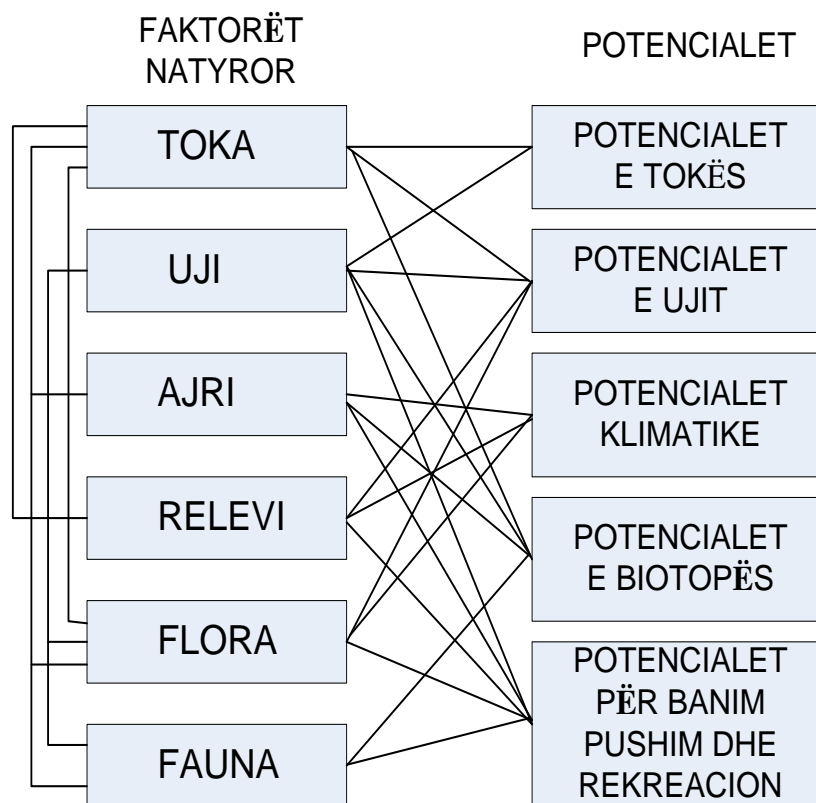 FAKTORËT
NATYROR
POTENCIALET
TOKA
POTENCIALET
E TOKËS
UJI
POTENCIALET
E UJIT
AJRI
POTENCIALET
KLIMATIKE
RELEVI
POTENCIALET
E BIOTOPËS
FLORA
POTENCIALET
PËR BANIM
PUSHIM DHE
REKREACION
FAUNA